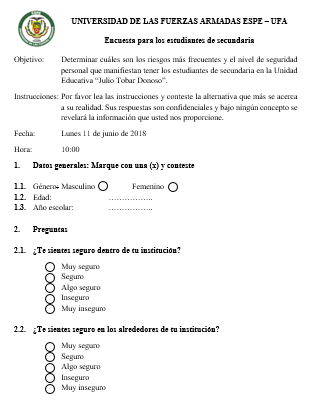 UNIVERSIDAD DE LAS FUERZAS ARMADAS ESPE – UFA
Encuesta para los estudiantes de secundaria
Objetivo: Determinar cuáles son los riesgos más frecuentes y el nivel de seguridad
personal que manifiestan tener los estudiantes de secundaria en la Unidad
Educativa “Julio Tobar Donoso”.
Instrucciones: Por favor lea las instrucciones y conteste la alternativa que más se acerca
a su realidad. Sus respuestas son confidenciales y bajo ningún concepto se
revelará la información que usted nos proporcione.
Fecha: Lunes 11 de junio de 2018
Hora: 10:00
1. Datos generales: Marque con una (x) y conteste
1.1. Género: Masculino Femenino
1.2. Edad: ................
1.3. Año escolar: ................
2. Preguntas
2.1. ¿Te sientes seguro dentro de tu institución?
Muy seguro
Seguro
Algo seguro
Inseguro
Muy inseguro
2.2. ¿Te sientes seguro en los alrededores de tu institución?
Muy seguro
Seguro
Algo seguro
Inseguro
Muy inseguro